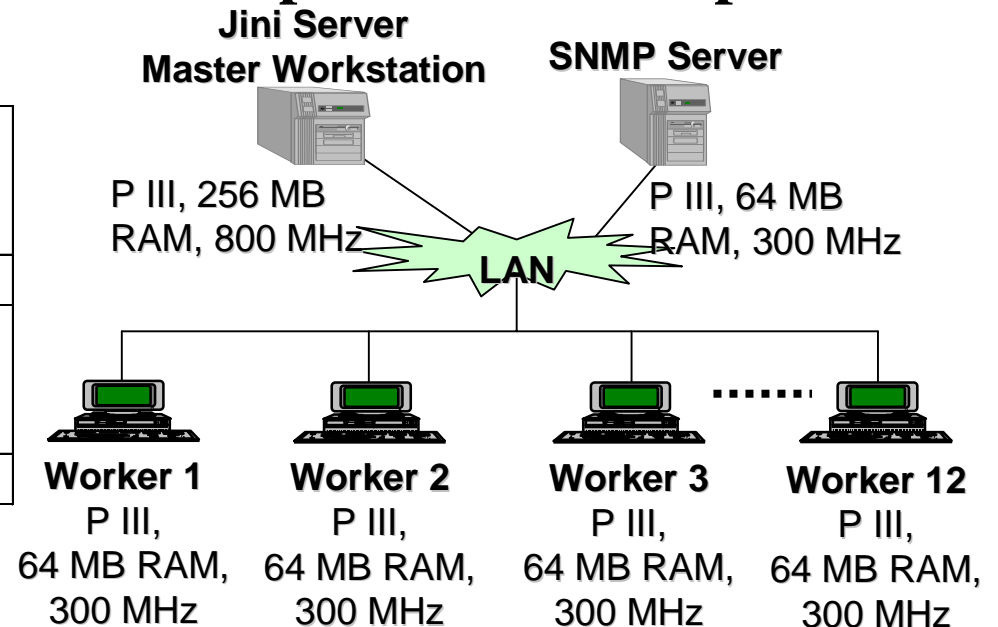 Jini Server
Master Workstation
SNMP Server
P III, 256 MB
RAM, 800 MHz
P III, 64 MB
RAM, 300 MHz
LAN
Worker 1
P III,
64 MB RAM,
300 MHz
Worker 2
P III,
64 MB RAM,
300 MHz
Worker 3
P III,
64 MB RAM,
300 MHz
Worker 12
P III,
64 MB RAM,
300 MHz